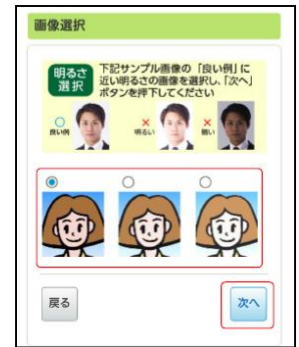 画像選択
明るさ
選択
下記サンプル画像の「良い例」に
近い明るさの画像を選択し、「次へ」
ボタンを押下してください
○
良い例
×
明るい
×
暗い
戻る
次へ